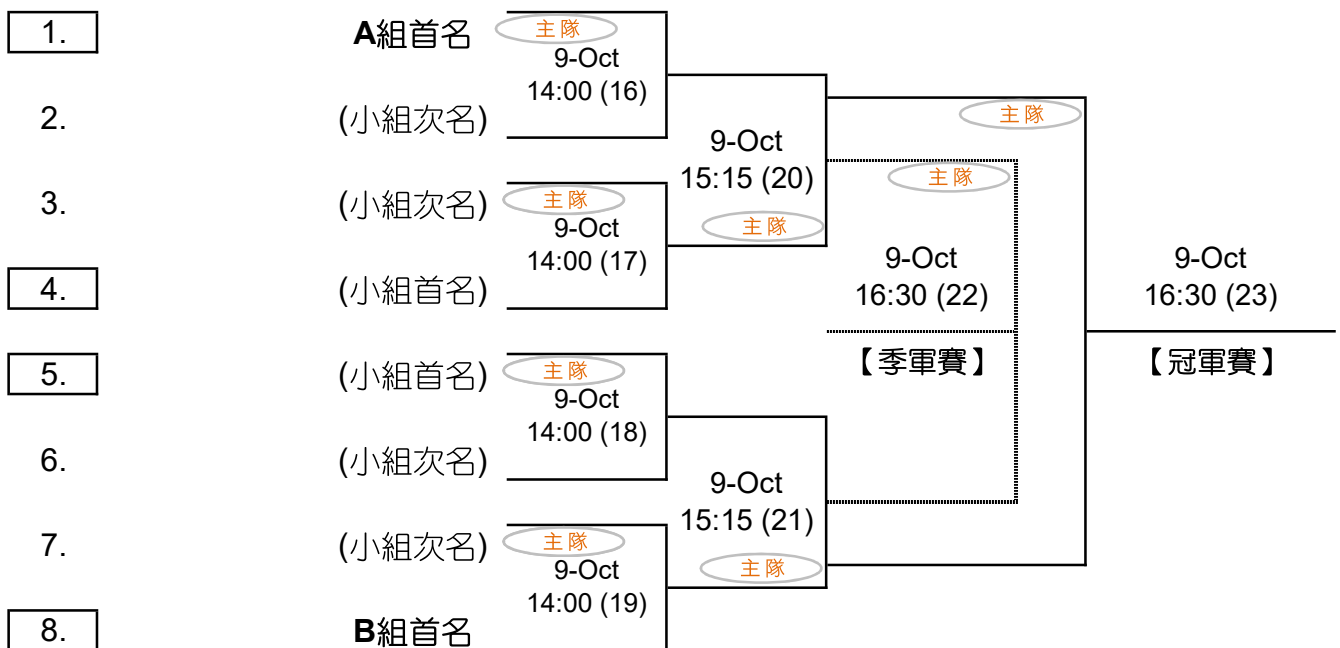 1. A組首名 主隊
9-Oct
14:00 (16)
2. (小組次名)
主隊
9-Oct
15:15 (20)
主隊
3. (小組次名) 主隊
9-Oct
14:00 (17)
主隊
4. (小組首名)
9-Oct
16:30 (22)
【季軍賽】
9-Oct
16:30 (23)
【冠軍賽】
5. (小組首名) 主隊
9-Oct
14:00 (18)
6. (小組次名)
9-Oct
15:15 (21)
主隊
7. (小組次名) 主隊
9-Oct
14:00 (19)
8. B組首名